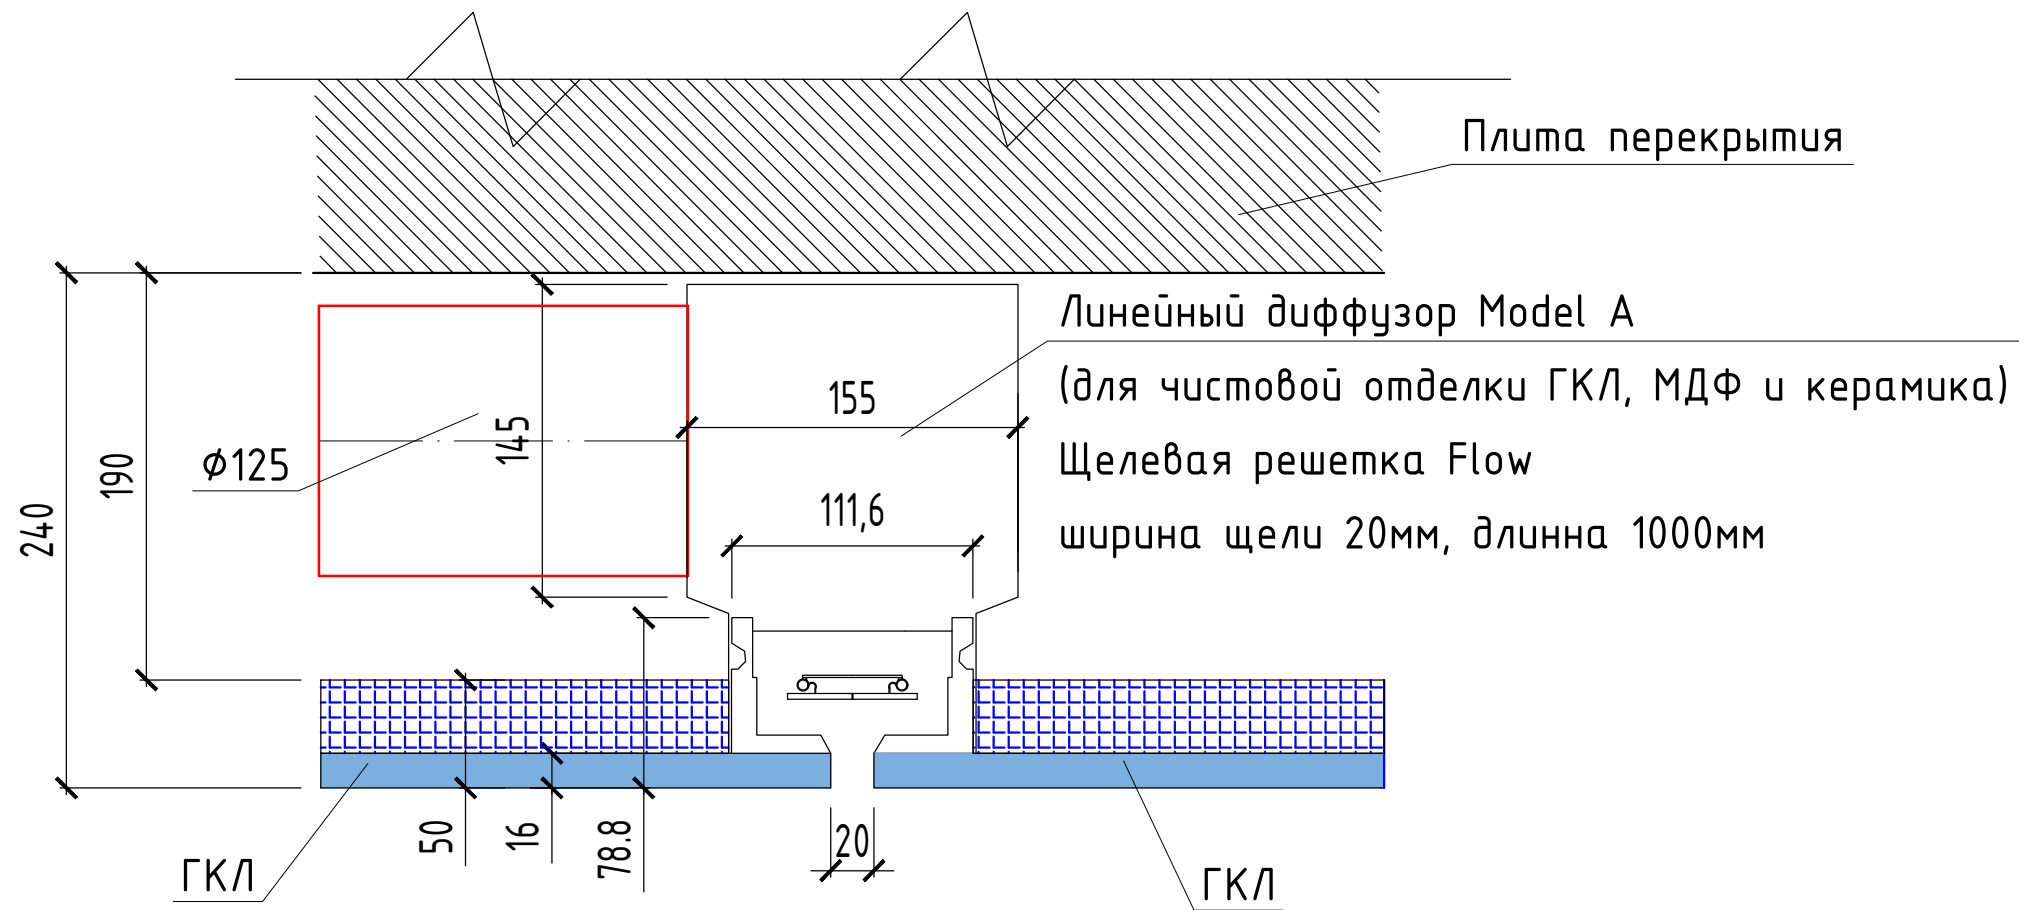 Плита перекрытия
Линейный диффузор Model A
(для чистовой отделки ГКЛ, МДФ и керамика)
Щелевая решетка Flow
ширина щели 20мм, длинна 1000мм
155
145
190
ϕ125
240
111,6
50
16
78.8
20
ГКЛ
ГКЛ